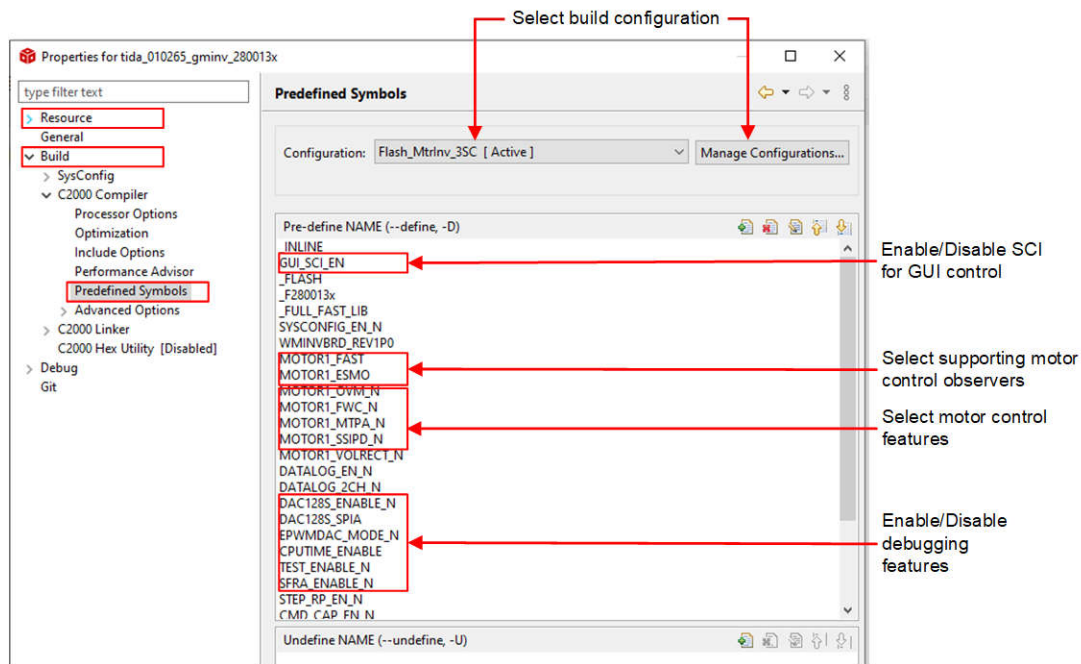 Select build configuration
Properties for tida_010265_gminv_280013x
type filter text
Predefined Symbols
Resource
General
Build
SysConfig
C2000 Compiler
Processor Options
Optimization
Include Options
Performance Advisor
Predefined Symbols
Advanced Options
C2000 Linker
C2000 Hex Utility [Disabled]
Debug
Git
Configuration: Flash_MtrInv_3SC [ Active ] Manage Configurations...
Pre-define NAME (--define, -D)
_INLINE
GUI_SCI_EN
_FLASH
_F280013x
_FULL_FAST_LIB
SYSCONFIG_EN_N
WMINVBRD_REV1P0
MOTOR1_FAST
MOTOR1_ESMO
MOTOR1_OVM_N
MOTOR1_FWC_N
MOTOR1_MTPA_N
MOTOR1_SSIPD_N
MOTOR1_VOLRECT_N
DATALOG_EN_N
DATALOG_2CH_N
DAC128S_ENABLE_N
DAC128S_SPIA
EPWMDAC_MODE_N
CPUTIME_ENABLE
TEST_ENABLE_N
SFRA_ENABLE_N
STEP_RP_EN_N
CMD_CAP_EN_N
Undefine NAME (--undefine, -U)
Enable/Disable SCI
for GUI control
Select supporting motor
control observers
Select motor control
features
Enable/Disable
debugging
features